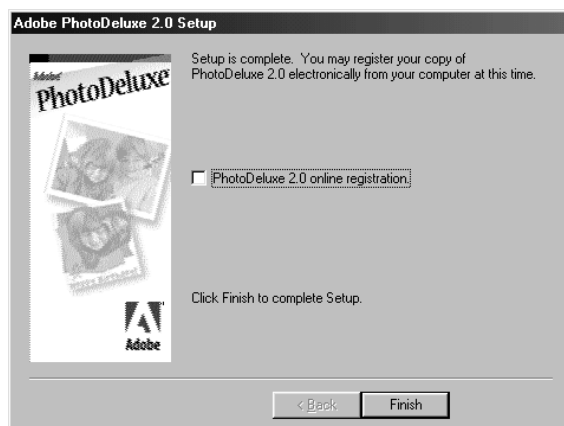 Adobe PhotoDeluxe 2.0 Setup
Adobe
PhotoDeluxe
Setup is complete. You may register your copy of
PhotoDeluxe 2.0 electronically from your computer at this time.
PhotoDeluxe 2.0 online registration.
Happy Birthday!
Adobe
Click Finish to complete Setup.
< Back
Finish